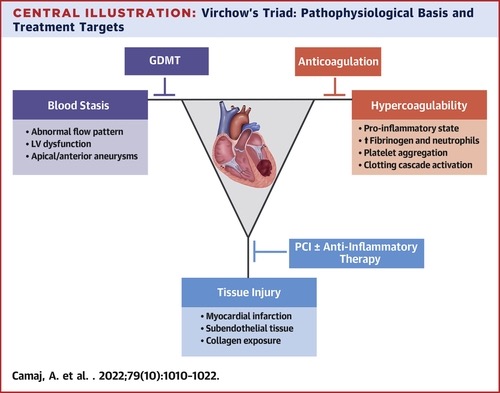 CENTRAL ILLUSTRATION: Virchow's Triad: Pathophysiological Basis and
Treatment Targets
GDMT
Anticoagulation
Blood Stasis
• Abnormal flow pattern
• LV dysfunction
• Apical/anterior aneurysms
Hypercoagulability
• Pro-inflammatory state
• ⬆ Fibrinogen and neutrophils
• Platelet aggregation
• Clotting cascade activation
PCI ± Anti-Inflammatory
Therapy
Tissue Injury
• Myocardial infarction
• Subendothelial tissue
• Collagen exposure
Camaj, A. et al. . 2022;79(10):1010-1022.